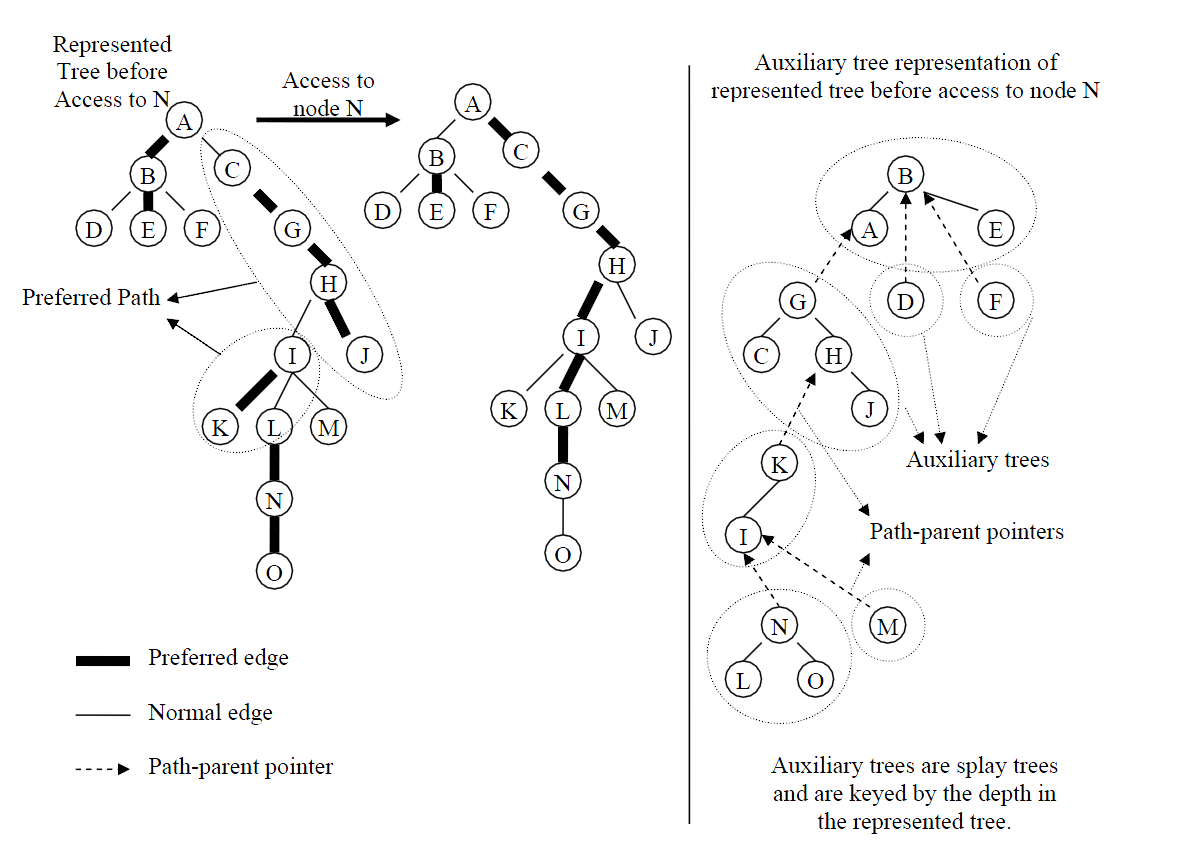 Represented
Tree before
Access to N
Access to
node N
A
B
C
D
E
F
G
H
I
J
K
L
M
N
O
Preferred Path
A
B
C
D
E
F
G
H
I
J
K
L
M
N
O
Preferred edge
Normal edge
Path-parent pointer
Auxiliary tree representation of
represented tree before access to node N
B
A
E
G
D
F
C
H
J
Auxiliary trees
K
I
Path-parent pointers
N
M
L
O
Auxiliary trees are splay trees
and are keyed by the depth in
the represented tree.